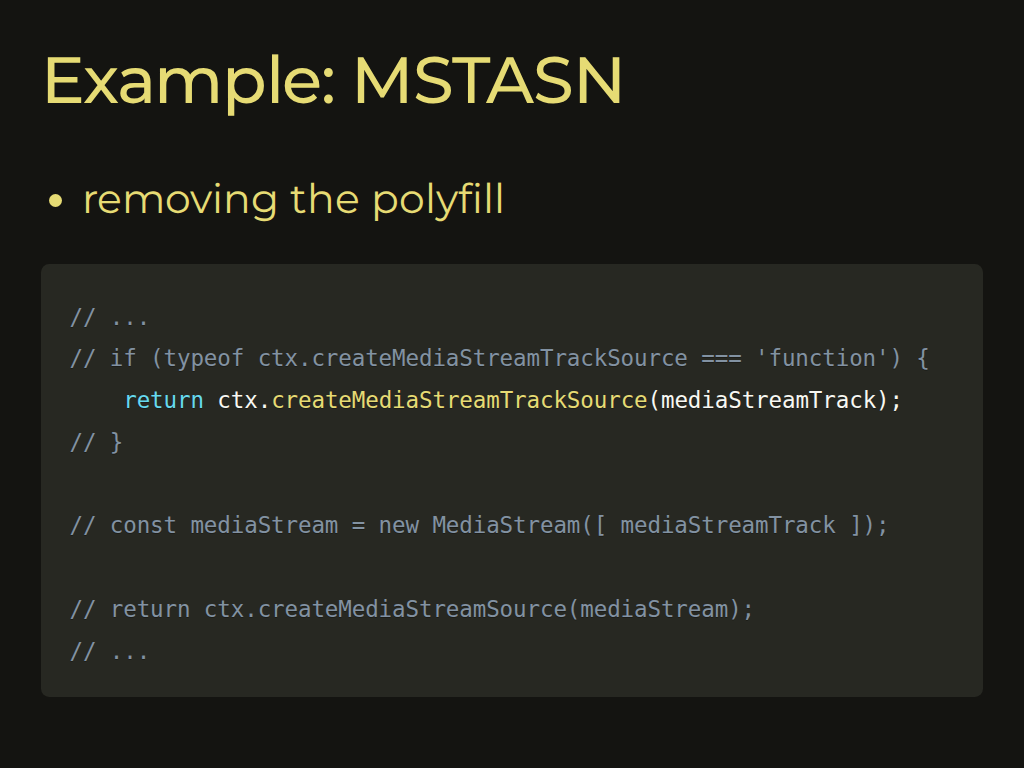 Example: MSTASN
• removing the polyfill
// ...
// if (typeof ctx.createMediaStreamTrackSource === 'function') {
    return ctx.createMediaStreamTrackSource(mediaStreamTrack);
// }
// const mediaStream = new MediaStream([ mediaStreamTrack ]);
// return ctx.createMediaStreamSource(mediaStream);
// ...